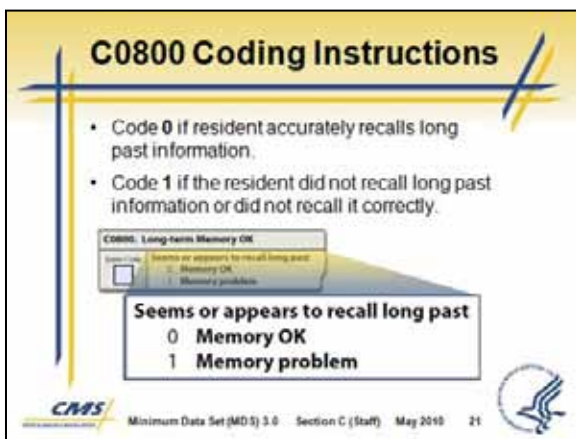 C0800 Coding Instructions
• Code 0 if resident accurately recalls long
past information.
• Code 1 if the resident did not recall long past
information or did not recall it correctly.
C0800. Long-term Memory OK
Enter Code
Seems or appears to recall long past
0 Memory OK
1 Memory problem
Seems or appears to recall long past
0 Memory OK
1 Memory problem
CMS
Minimum Data Set (MDS) 3.0 Section C (Staff) May 2010 21